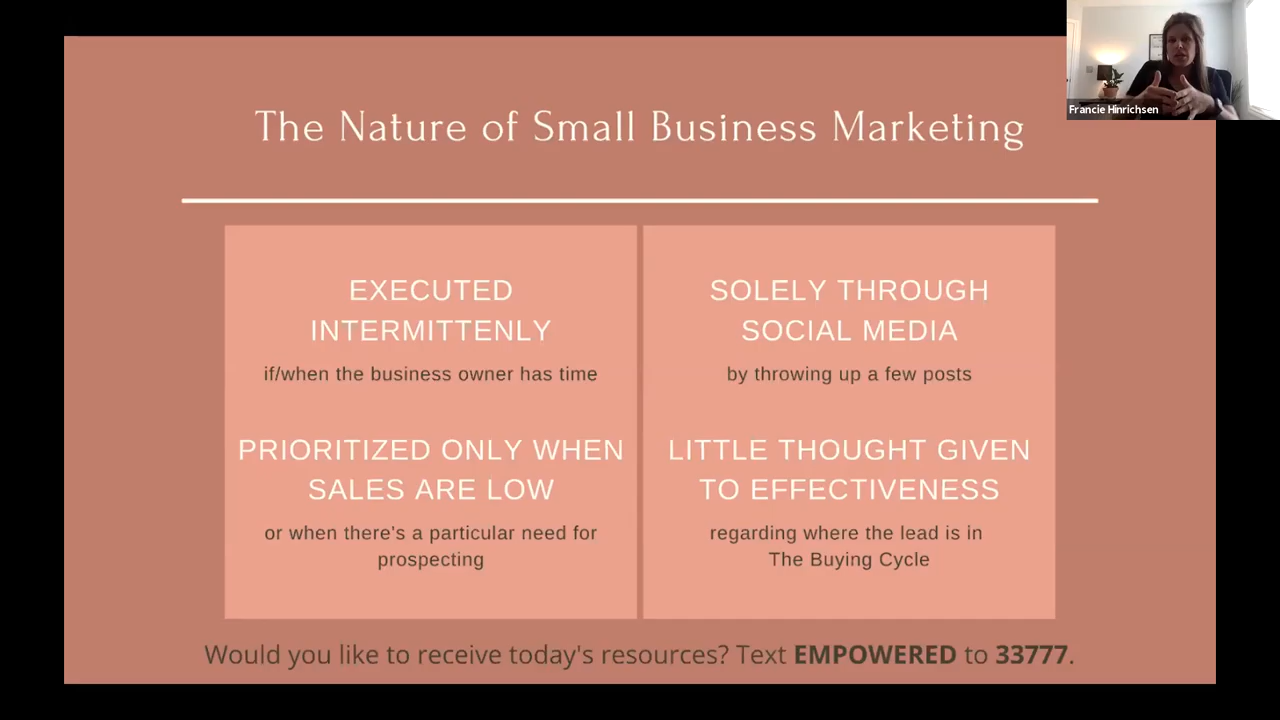 Francie Hinrichsen
The Nature of Small Business Marketing
EXECUTED
INTERMITTENLY
if/when the business owner has time
PRIORITIZED ONLY WHEN
SALES ARE LOW
or when there's a particular need for
prospecting
SOLELY THROUGH
SOCIAL MEDIA
by throwing up a few posts
LITTLE THOUGHT GIVEN
TO EFFECTIVENESS
regarding where the lead is in
The Buying Cycle
Would you like to receive today's resources? Text EMPOWERED to 33777.